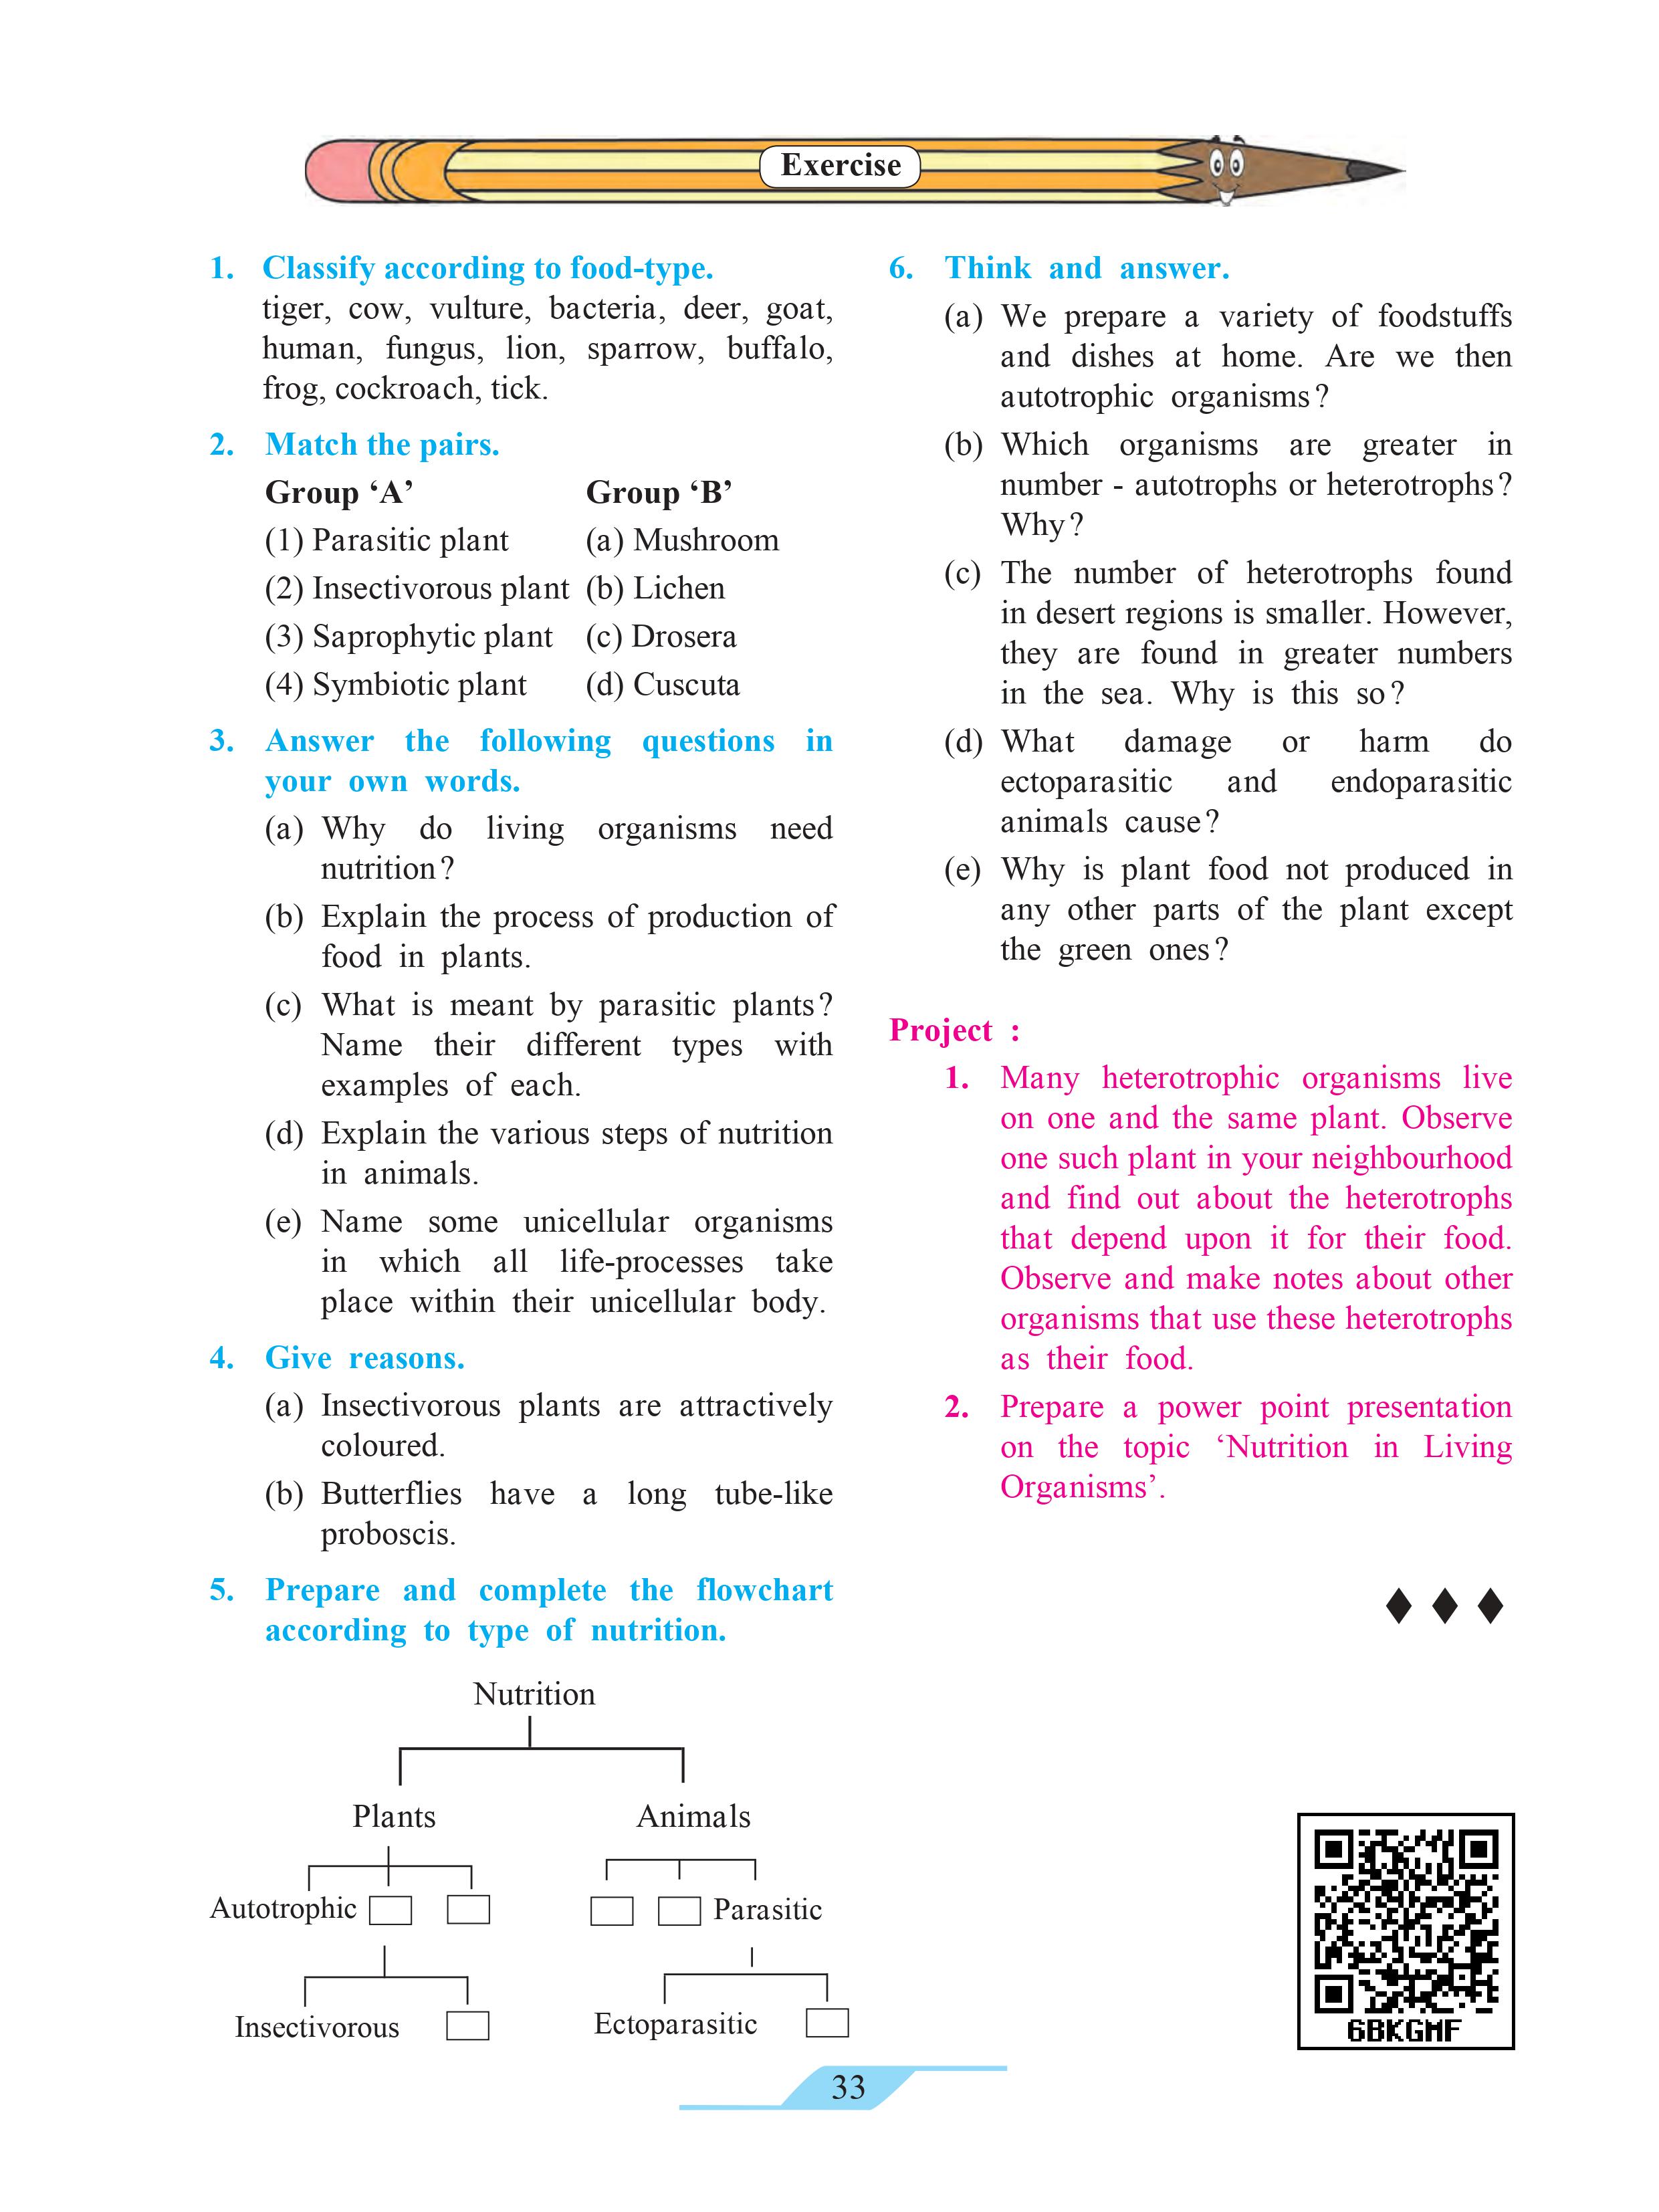 Exercise
1. Classify according to food-type.
tiger, cow, vulture, bacteria, deer, goat,
human, fungus, lion, sparrow, buffalo,
frog, cockroach, tick.
2. Match the pairs.
Group ‘A’ Group ‘B’
(1) Parasitic plant (a) Mushroom
(2) Insectivorous plant (b) Lichen
(3) Saprophytic plant (c) Drosera
(4) Symbiotic plant (d) Cuscuta
3. Answer the following questions in
your own words.
(a) Why do living organisms need
nutrition?
(b) Explain the process of production of
food in plants.
(c) What is meant by parasitic plants?
Name their different types with
examples of each.
(d) Explain the various steps of nutrition
in animals.
(e) Name some unicellular organisms
in which all life-processes take
place within their unicellular body.
4. Give reasons.
(a) Insectivorous plants are attractively
coloured.
(b) Butterflies have a long tube-like
proboscis.
5. Prepare and complete the flowchart
according to type of nutrition.
Nutrition
Plants Animals
Autotrophic Parasitic
Insectivorous Ectoparasitic
6. Think and answer.
(a) We prepare a variety of foodstuffs
and dishes at home. Are we then
autotrophic organisms?
(b) Which organisms are greater in
number - autotrophs or heterotrophs?
Why?
(c) The number of heterotrophs found
in desert regions is smaller. However,
they are found in greater numbers
in the sea. Why is this so?
(d) What damage or harm do
ectoparasitic and endoparasitic
animals cause?
(e) Why is plant food not produced in
any other parts of the plant except
the green ones?
Project :
1. Many heterotrophic organisms live
on one and the same plant. Observe
one such plant in your neighbourhood
and find out about the heterotrophs
that depend upon it for their food.
Observe and make notes about other
organisms that use these heterotrophs
as their food.
2. Prepare a power point presentation
on the topic ‘Nutrition in Living
Organisms’.
6BKGMF
33